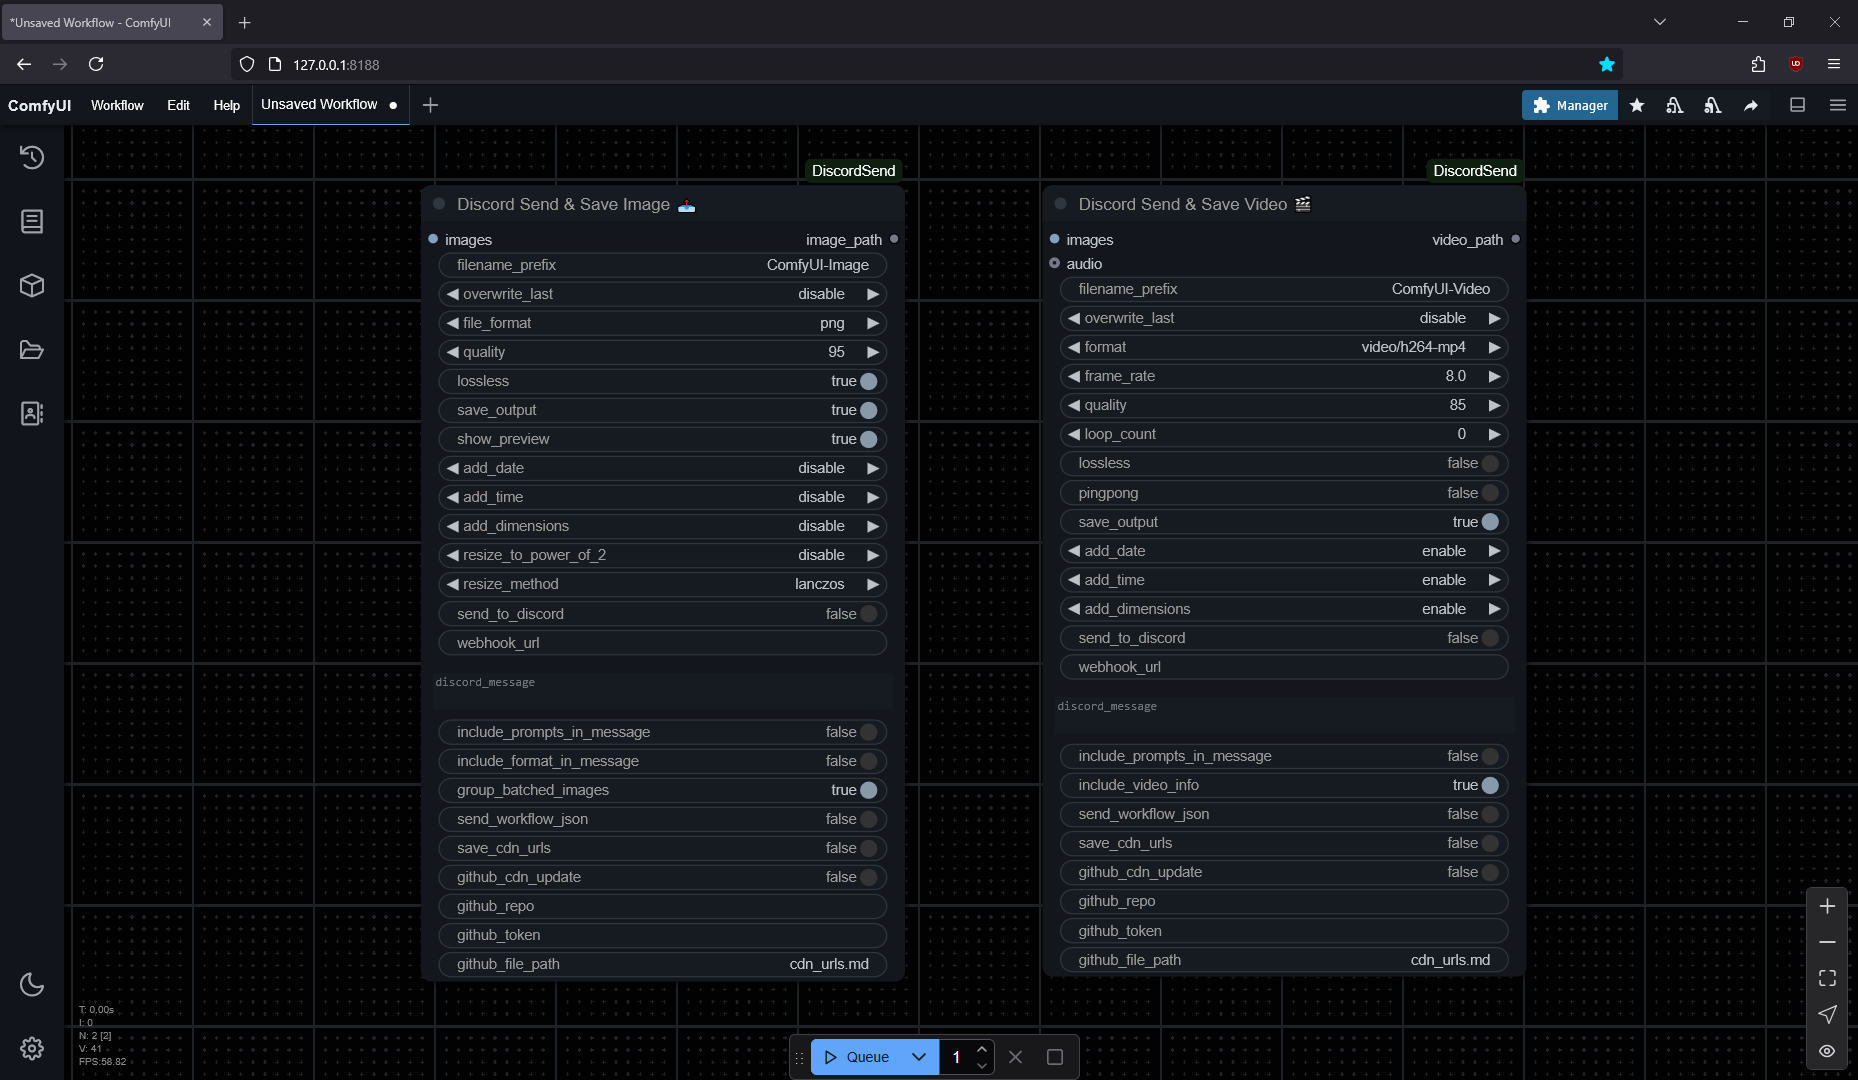 *Unsaved Workflow - ComfyUI
127.0.0.1:8188
ComfyUI Workflow Edit Help Unsaved Workflow
Manager
DiscordSend
Discord Send & Save Image
images image_path
filename_prefix ComfyUI-Image
overwrite_last disable
file_format png
quality 95
lossless true
save_output true
show_preview true
add_date disable
add_time disable
add_dimensions disable
resize_to_power_of_2 disable
resize_method lanczos
send_to_discord false
webhook_url
discord_message
include_prompts_in_message false
include_format_in_message false
group_batched_images true
send_workflow_json false
save_cdn_urls false
github_cdn_update false
github_repo
github_token
github_file_path cdn_urls.md
DiscordSend
Discord Send & Save Video
images video_path
audio
filename_prefix ComfyUI-Video
overwrite_last disable
format video/h264-mp4
frame_rate 8.0
quality 85
loop_count 0
lossless false
pingpong false
save_output true
add_date enable
add_time enable
add_dimensions enable
send_to_discord false
webhook_url
discord_message
include_prompts_in_message false
include_video_info true
send_workflow_json false
save_cdn_urls false
github_cdn_update false
github_repo
github_token
github_file_path cdn_urls.md
T: 0.00s
I: 0
N: 2 [2]
V: 41
FPS:58.82
Queue 1